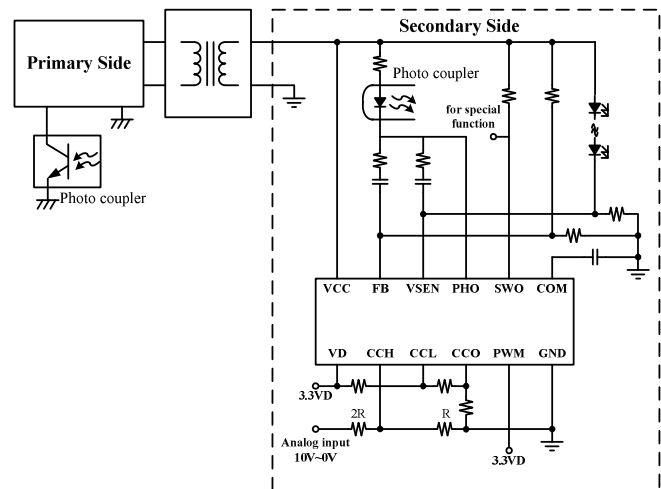 Secondary Side
Primary Side
Photo coupler
for special
function
Photo coupler
VCC FB VSEN PHO SWO COM
VD CCH CCL CCO PWM GND
3.3VD
2R R
Analog input
10V~0V
3.3VD